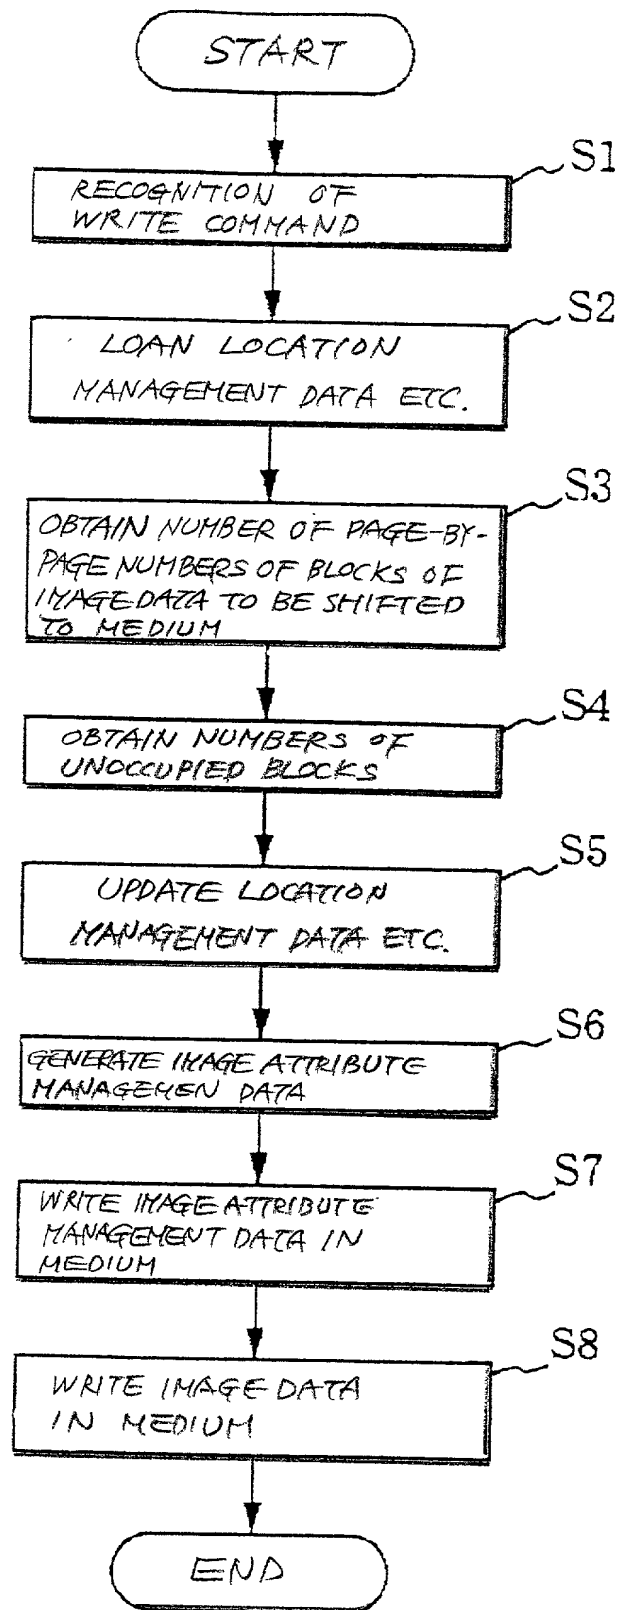 START
S1
RECOGNITION OF
WRITE COMMAND
S2
LOAN LOCATION
MANAGEMENT DATA ETC.
S3
OBTAIN NUMBER OF PAGE-BY-
PAGE NUMBERS OF BLOCKS OF
IMAGE DATA TO BE SHIFTED
TO MEDIUM
S4
OBTAIN NUMBERS OF
UNOCCUPIED BLOCKS
S5
UPDATE LOCATION
MANAGEMENT DATA ETC.
S6
GENERATE IMAGE ATTRIBUTE
MANAGEMEN DATA
S7
WRITE IMAGE ATTRIBUTE
MANAGEMENT DATA IN
MEDIUM
S8
WRITE IMAGE DATA
IN MEDIUM
END